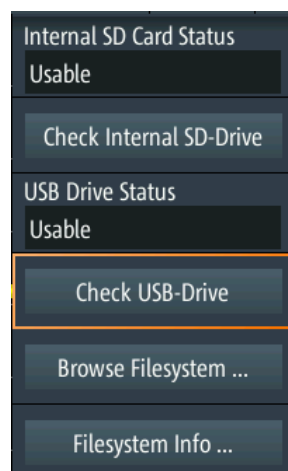 Internal SD Card Status
Usable
Check Internal SD-Drive
USB Drive Status
Usable
Check USB-Drive
Browse Filesystem ...
Filesystem Info ...